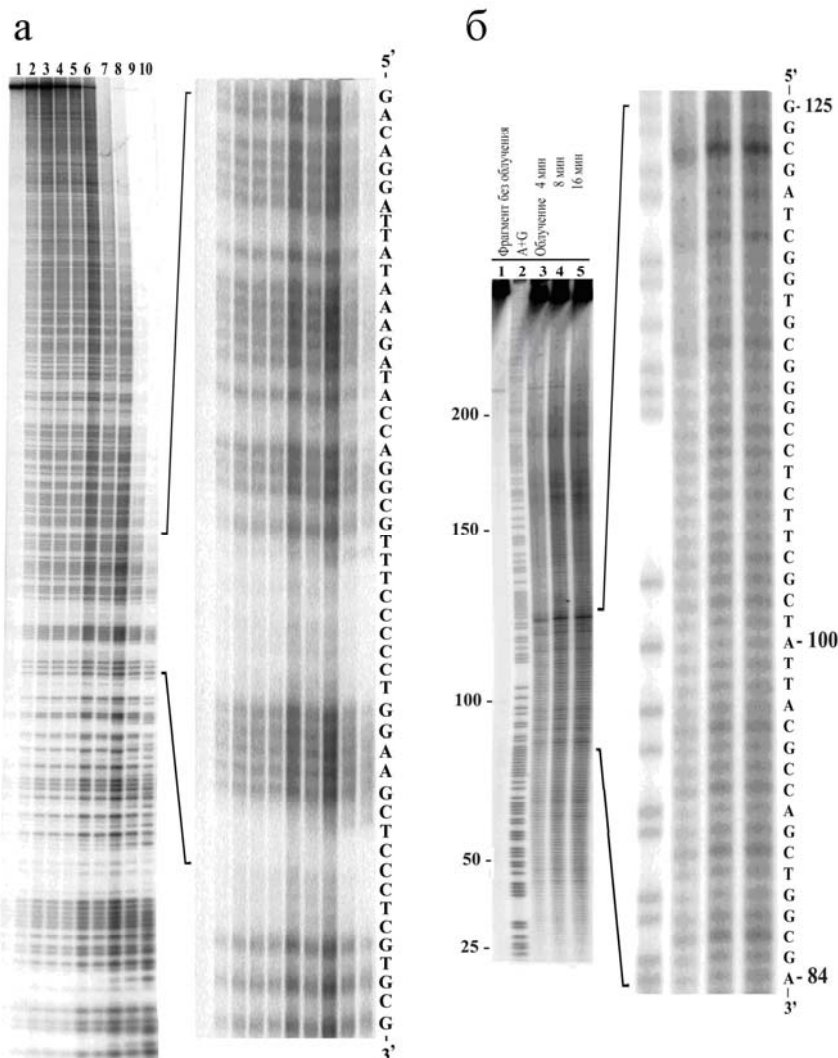 а
1 2 3 4 5 6 7 8 9 10
5’
G A C A G G A T T A T A A A G A T A C C A G G C G T T T C C C C C T G G A A G C T C C C T C G T G C G
3’
б
Фрагмент без облучения
A+G
Облучение 4 мин
8 мин
16 мин
1 2 3 4 5
200 -
150 -
100 -
50 -
25 -
5’
G G C G A T C G G T G C G G G C C T C T T C G C T A T T A C G C C A G C T G G C G A
- 125
- 100
- 84
3’